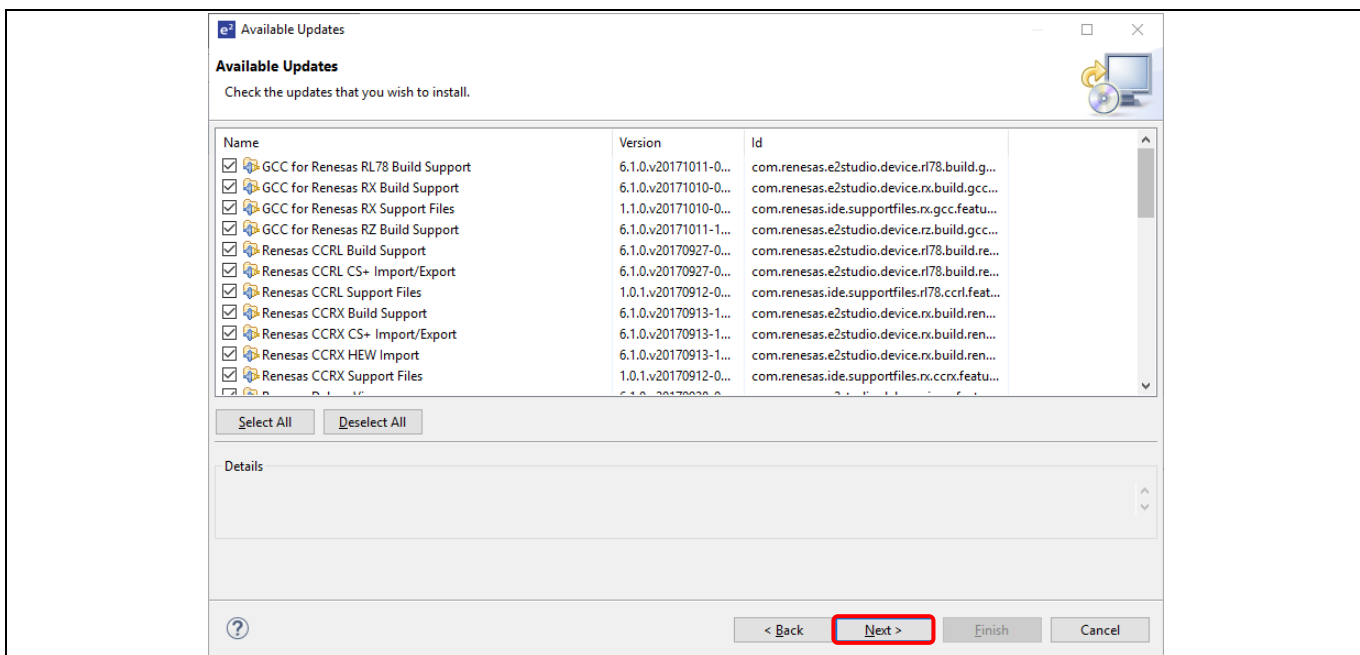 e² Available Updates
Available Updates
Check the updates that you wish to install.
Name Version Id
GCC for Renesas RL78 Build Support 6.1.0.v20171011-0... com.renesas.e2studio.device.rl78.build.g...
GCC for Renesas RX Build Support 6.1.0.v20171010-0... com.renesas.e2studio.device.rx.build.gcc...
GCC for Renesas RX Support Files 1.1.0.v20171010-0... com.renesas.ide.supportfiles.rx.gcc.featu...
GCC for Renesas RZ Build Support 6.1.0.v20171011-1... com.renesas.e2studio.device.rz.build.gcc...
Renesas CCRL Build Support 6.1.0.v20170927-0... com.renesas.e2studio.device.rl78.build.re...
Renesas CCRL CS+ Import/Export 6.1.0.v20170927-0... com.renesas.e2studio.device.rl78.build.re...
Renesas CCRL Support Files 1.0.1.v20170912-0... com.renesas.ide.supportfiles.rl78.ccrl.feat...
Renesas CCRX Build Support 6.1.0.v20170913-1... com.renesas.e2studio.device.rx.build.ren...
Renesas CCRX CS+ Import/Export 6.1.0.v20170913-1... com.renesas.e2studio.device.rx.build.ren...
Renesas CCRX HEW Import 6.1.0.v20170913-1... com.renesas.e2studio.device.rx.build.ren...
Renesas CCRX Support Files 1.0.1.v20170912-0... com.renesas.ide.supportfiles.rx.ccrx.featu...
Select All Deselect All
Details
? < Back Next > Finish Cancel